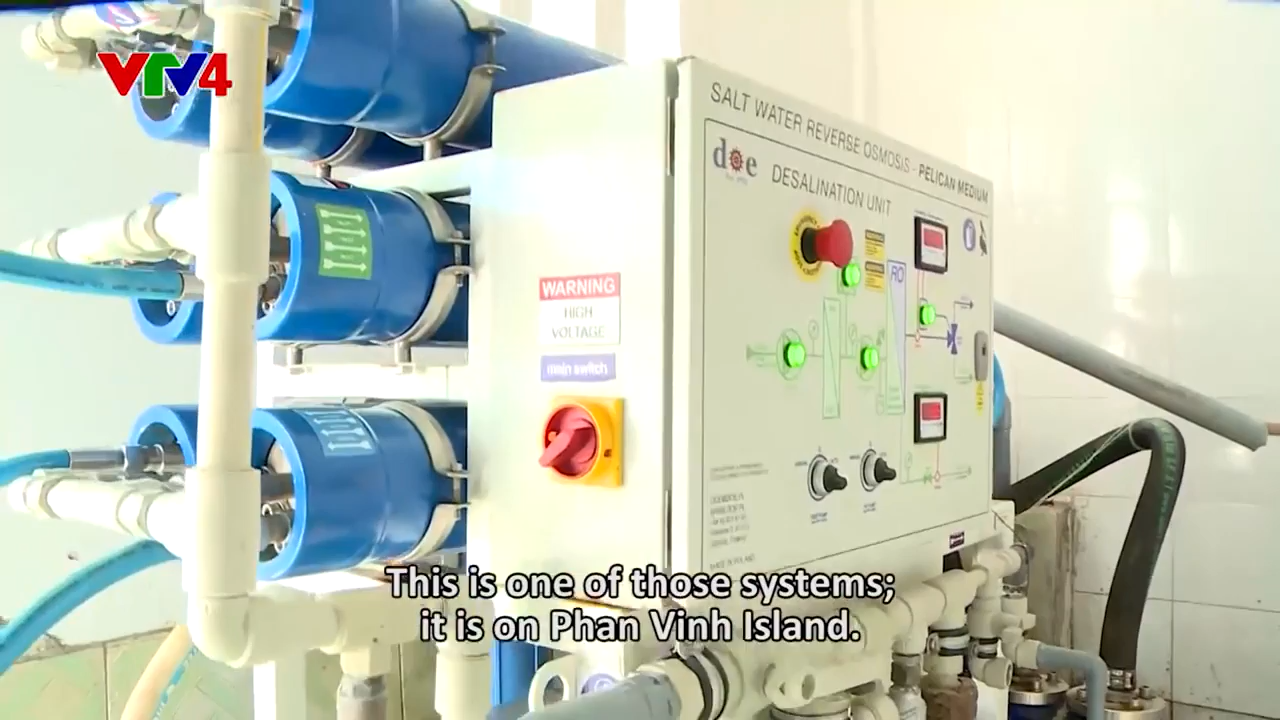 VTV4
SALT WATER REVERSE OSMOSIS - PELICAN MEDIUM
doe
DESALINATION UNIT
RO
WARNING
HIGH
VOLTAGE
main switch
This is one of those systems;
it is on Phan Vinh Island.